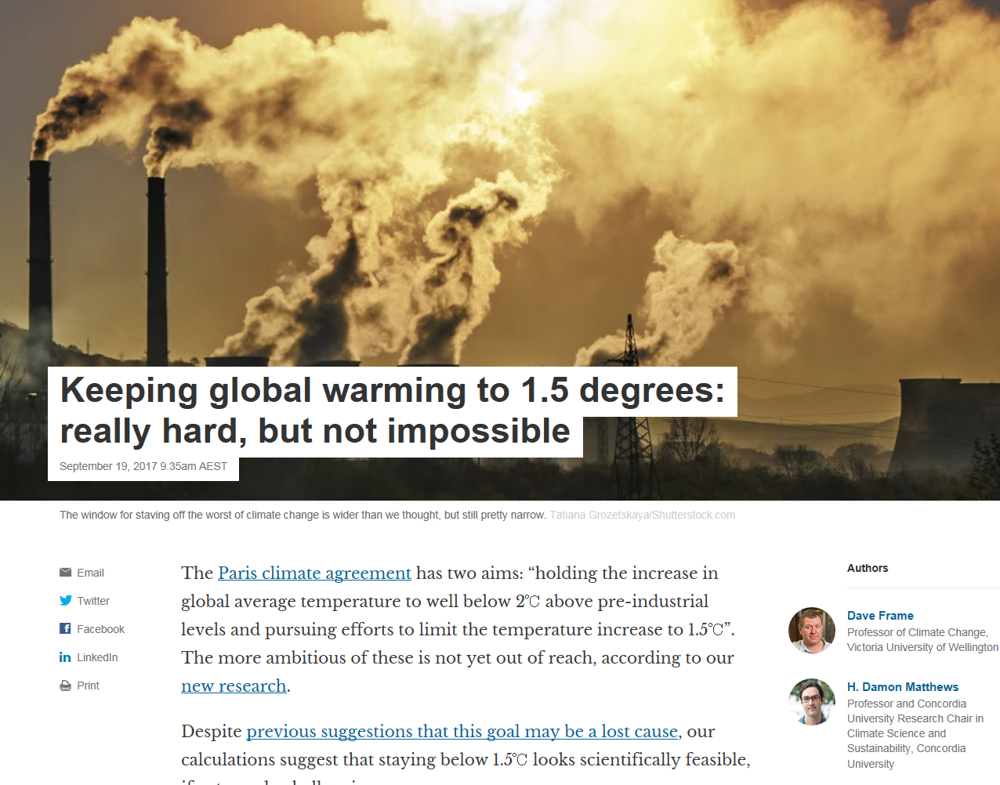 Keeping global warming to 1.5 degrees:
really hard, but not impossible
September 19, 2017 9.35am AEST
The window for staving off the worst of climate change is wider than we thought, but still pretty narrow. Tatiana Grozetskaya/Shutterstock.com
Email
Twitter
Facebook
LinkedIn
Print
The Paris climate agreement has two aims: “holding the increase in
global average temperature to well below 2℃ above pre-industrial
levels and pursuing efforts to limit the temperature increase to 1.5℃”.
The more ambitious of these is not yet out of reach, according to our
new research.
Despite previous suggestions that this goal may be a lost cause, our
calculations suggest that staying below 1.5℃ looks scientifically feasible,
Authors
Dave Frame
Professor of Climate Change,
Victoria University of Wellington
H. Damon Matthews
Professor and Concordia
University Research Chair in
Climate Science and
Sustainability, Concordia
University